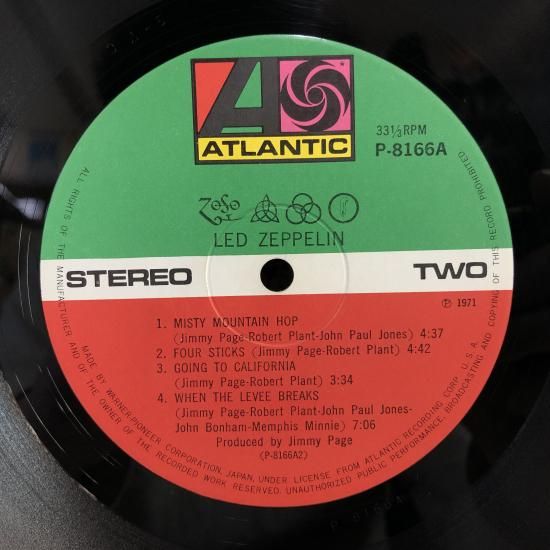 ATLANTIC
33⅓RPM
P-8166A
ZoSo
LED ZEPPELIN
STEREO
TWO
℗ 1971
1. MISTY MOUNTAIN HOP
(Jimmy Page-Robert Plant-John Paul Jones) 4:37
2. FOUR STICKS (Jimmy Page-Robert Plant) 4:42
3. GOING TO CALIFORNIA
(Jimmy Page-Robert Plant) 3:34
4. WHEN THE LEVEE BREAKS
(Jimmy Page-Robert Plant-John Paul Jones-
John Bonham-Memphis Minnie) 7:06
Produced by Jimmy Page
(P-8166A2)
MADE BY WARNER-PIONEER CORPORATION, JAPAN, UNDER LICENSE FROM ATLANTIC RECORDING CORP. U.S.A.
ALL RIGHTS OF THE MANUFACTURER AND OF THE OWNER OF THE RECORDED WORK RESERVED. UNAUTHORIZED PUBLIC PERFORMANCE, BROADCASTING AND COPYING OF THIS RECORD PROHIBITED.